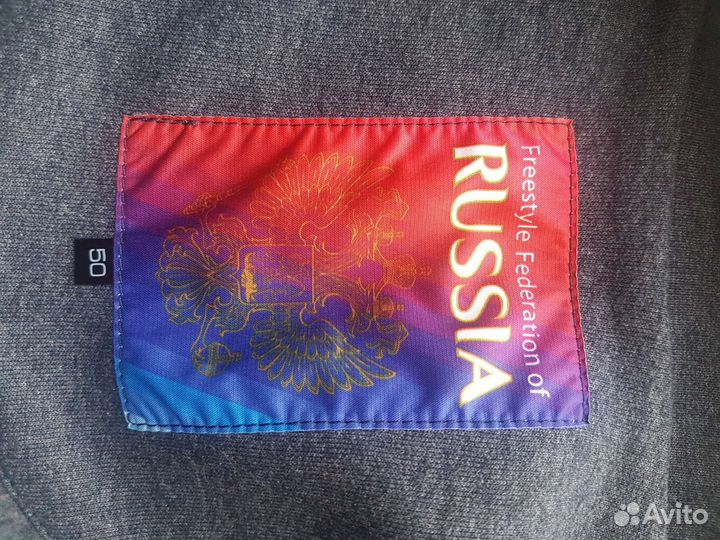 Freestyle Federation of
RUSSIA
50
Avito